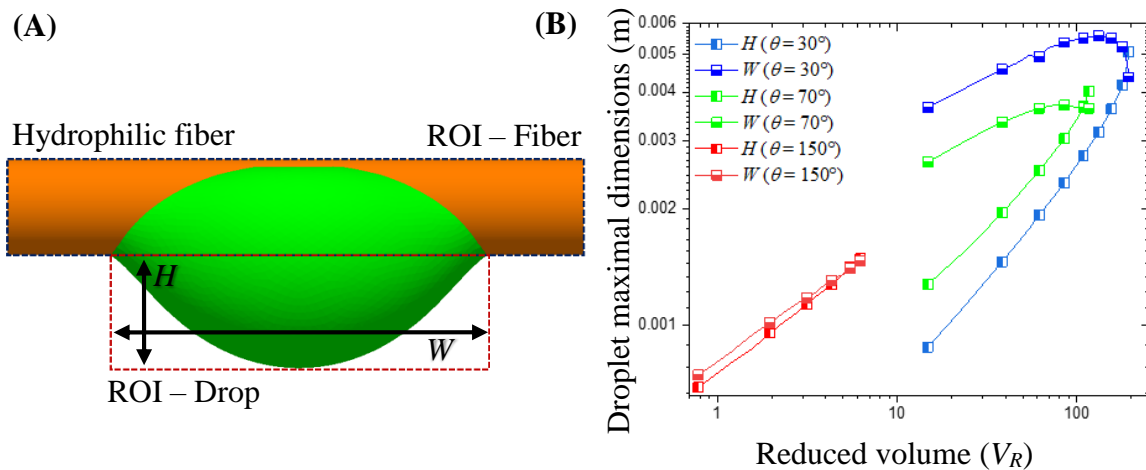 (A)
Hydrophilic fiber
ROI – Fiber
H
W
ROI – Drop
(B)
Droplet maximal dimensions (m)
0.006
0.005
0.004
0.003
0.002
0.001
H (θ = 30°)
W (θ = 30°)
H (θ = 70°)
W (θ = 70°)
H (θ = 150°)
W (θ = 150°)
1
10
100
Reduced volume (V_R)